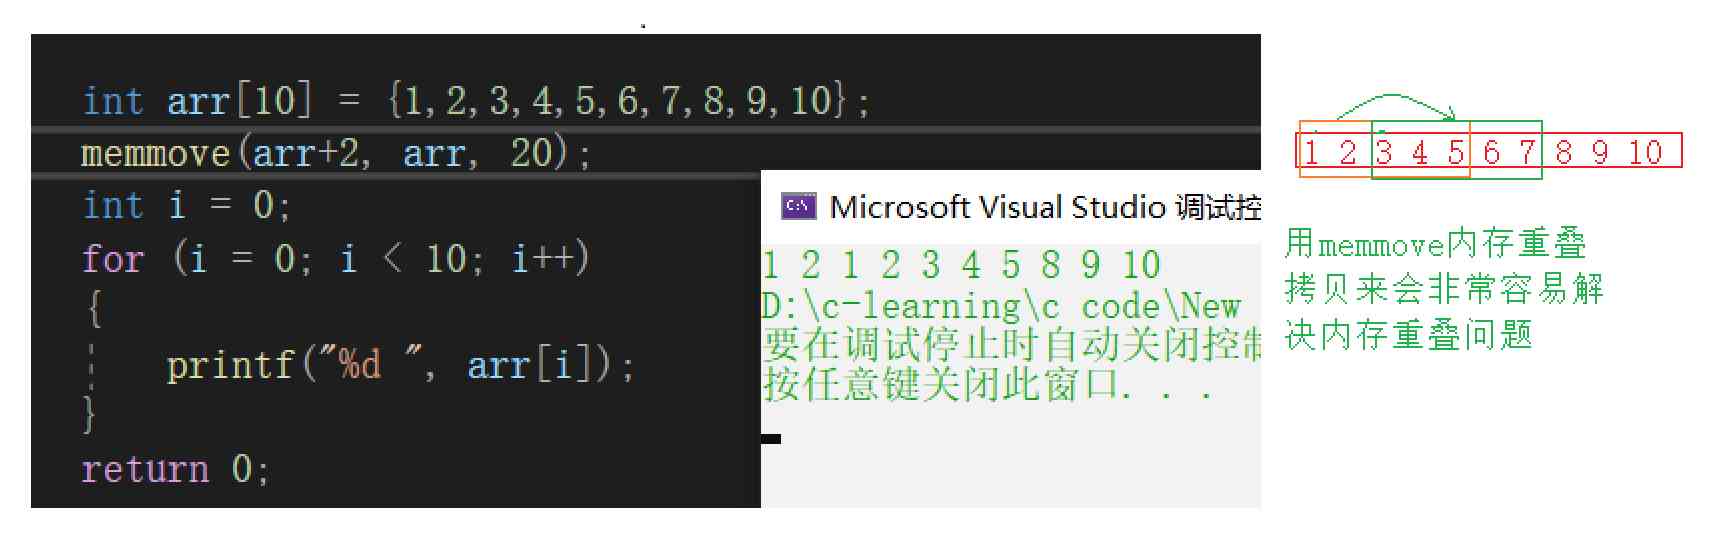 int arr[10] = {1,2,3,4,5,6,7,8,9,10};
memmove(arr+2, arr, 20);
int i = 0;
for (i = 0; i < 10; i++)
{
printf("%d ", arr[i]);
}
return 0;
C:\
Microsoft Visual Studio 调试控
1 2 1 2 3 4 5 8 9 10
D:\c-learning\c code\New
要在调试停止时自动关闭控制
按任意键关闭此窗口. . .
1 2 3 4 5 6 7 8 9 10
用memmove内存重叠
拷贝来会非常容易解
决内存重叠问题